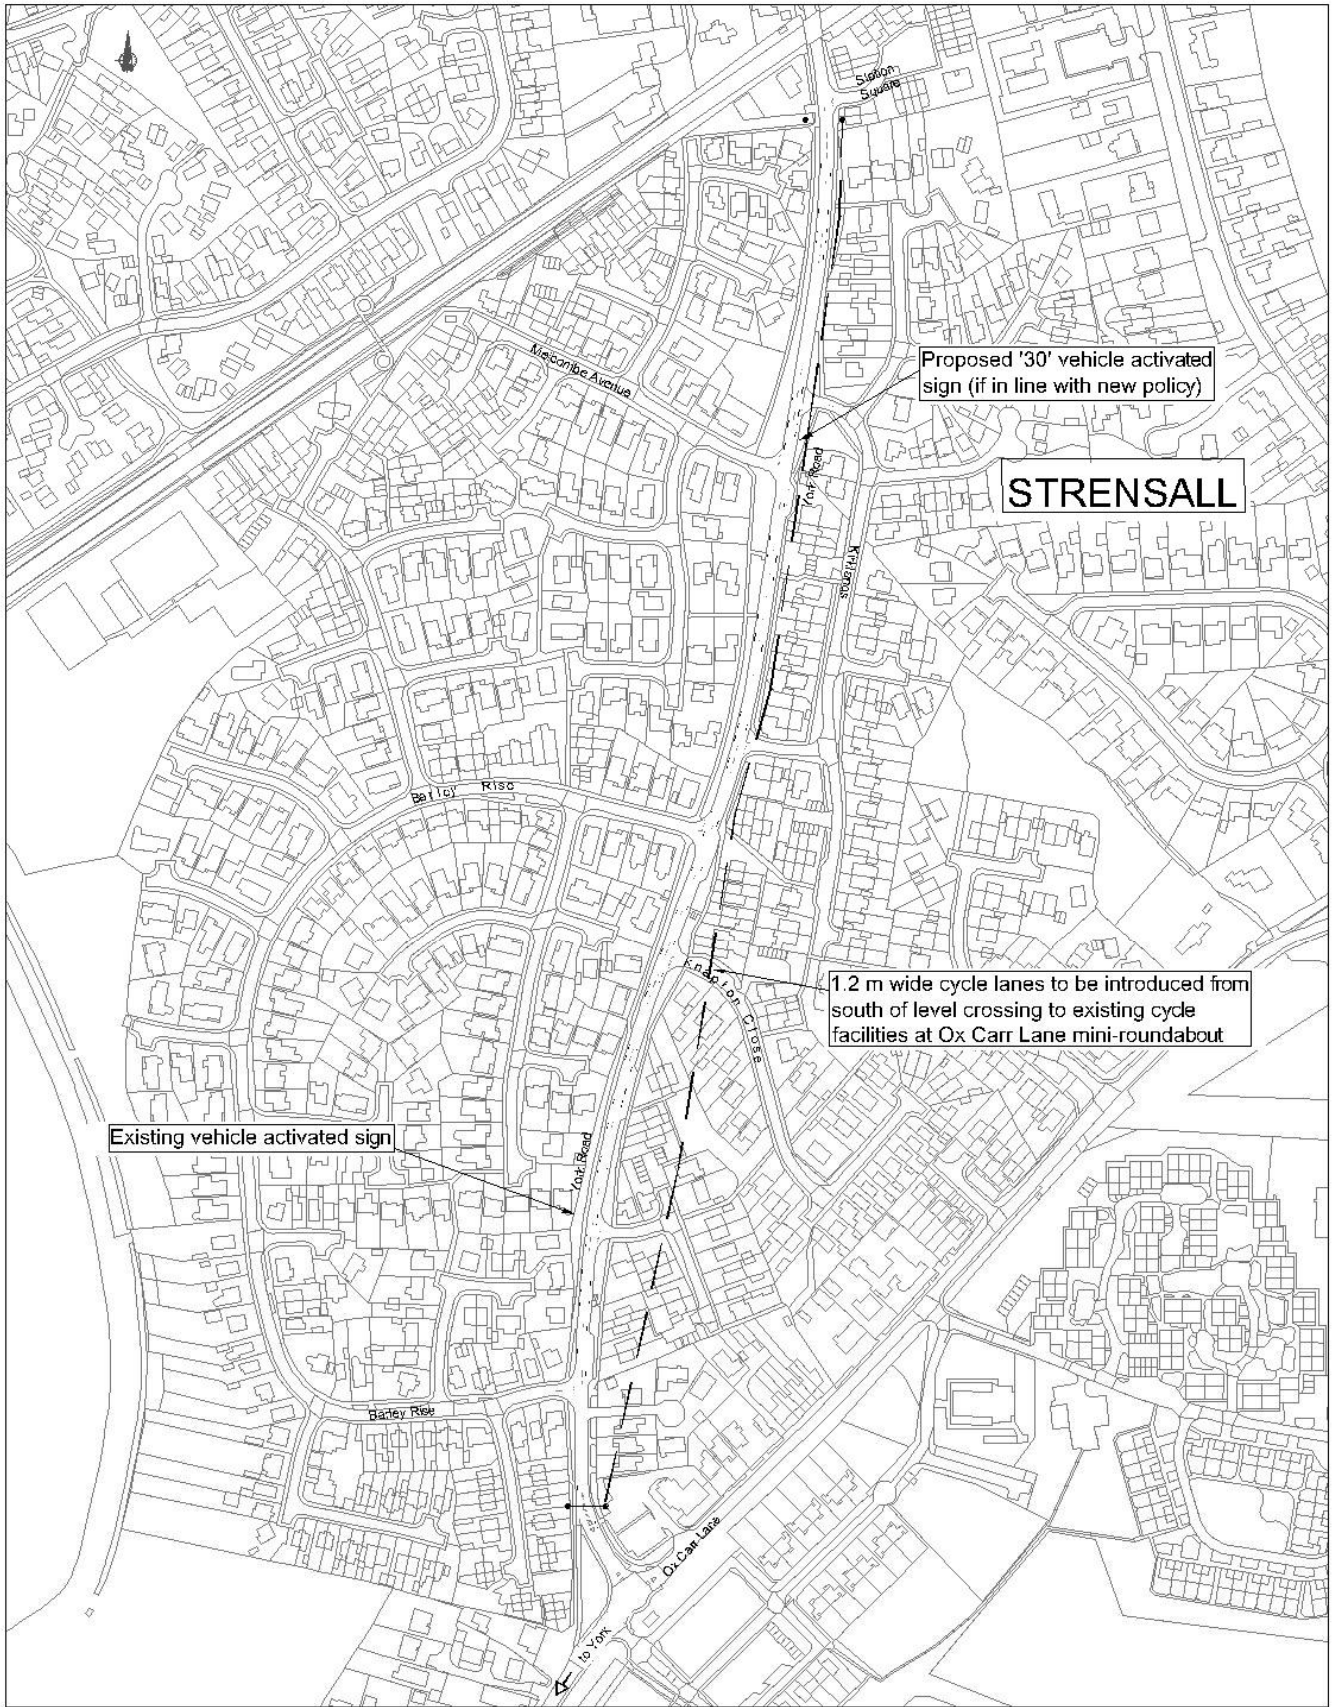 Station
Square
Melcombe Avenue
Proposed '30' vehicle activated
sign (if in line with new policy)
York Road
STRENSALL
Kirklands
Barley Rise
Knapton Close
1.2 m wide cycle lanes to be introduced from
south of level crossing to existing cycle
facilities at Ox Carr Lane mini-roundabout
Existing vehicle activated sign
York Road
Barley Rise
Ox Carr Lane
to York